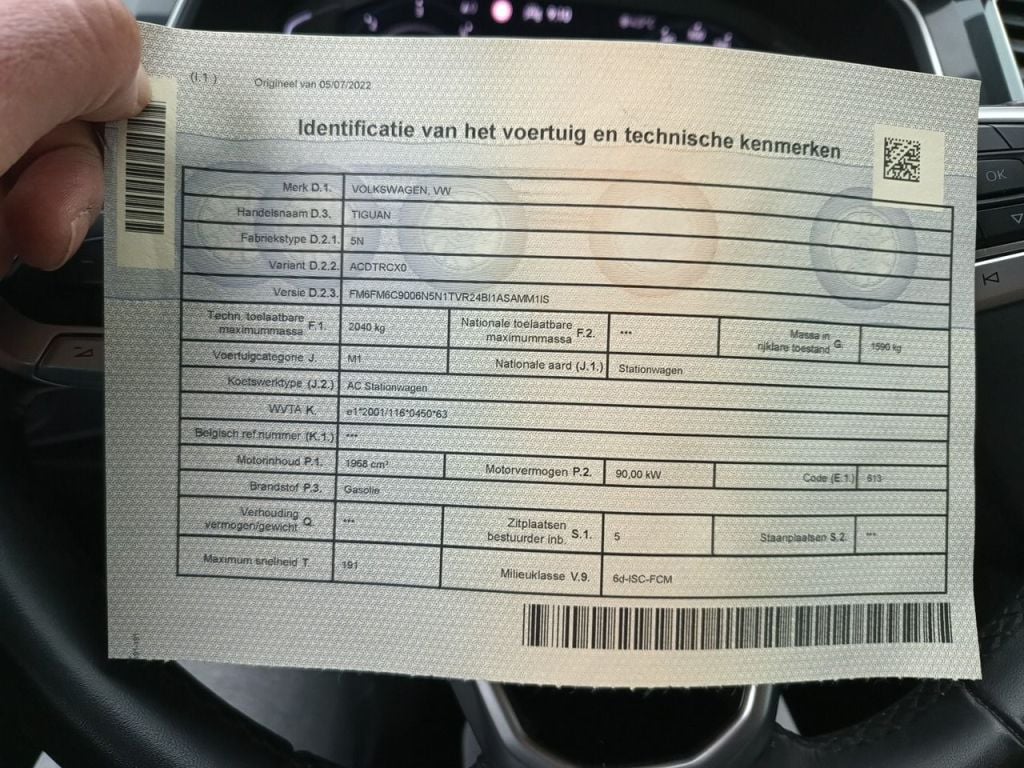 9:10
(I.1)
Origineel van 05/07/2022
Identificatie van het voertuig en technische kenmerken
Merk D.1. VOLKSWAGEN, VW
Handelsnaam D.3. TIGUAN
Fabriekstype D.2.1. 5N
Variant D.2.2. ACDTRCX0
Versie D.2.3. FM6FM6C9006N5N1TVR24BI1ASAMM1IS
Techn. toelaatbare maximummassa F.1. 2040 kg Nationale toelaatbare maximummassa F.2. *** Massa in rijklare toestand G. 1590 kg
Voertuigcategorie J. M1 Nationale aard (J.1.) Stationwagen
Koetswerktype (J.2.) AC Stationwagen
WVTA K. e1*2001/116*0450*63
Belgisch ref.nummer (K.1.) ***
Motorinhoud P.1. 1968 cm³ Motorvermogen P.2. 90,00 kW Code (E.1.) 613
Brandstof P.3. Gasolie
Verhouding vermogen/gewicht Q. *** Zitplaatsen bestuurder inb. S.1. 5 Staanplaatsen S.2. ***
Maximum snelheid T. 191 Milieuklasse V.9. 6d-ISC-FCM
OK